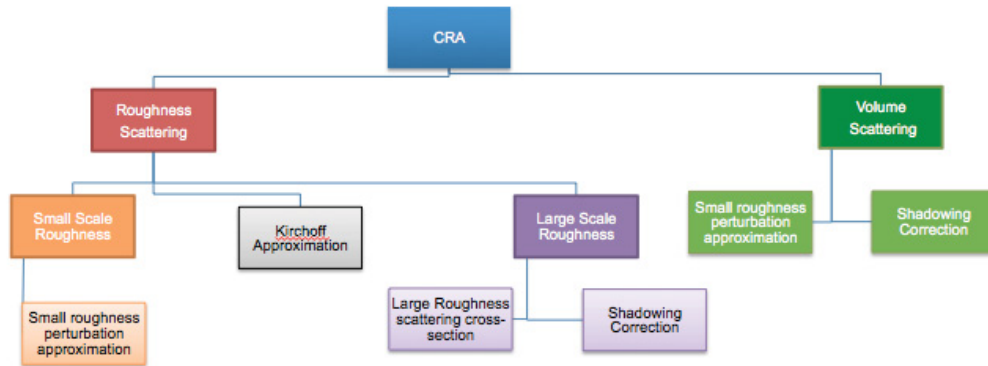 CRA
Roughness
Scattering
Volume
Scattering
Small Scale
Roughness
Kirchoff
Approximation
Large Scale
Roughness
Small roughness
perturbation
approximation
Shadowing
Correction
Small roughness
perturbation
approximation
Large Roughness
scattering cross-
section
Shadowing
Correction